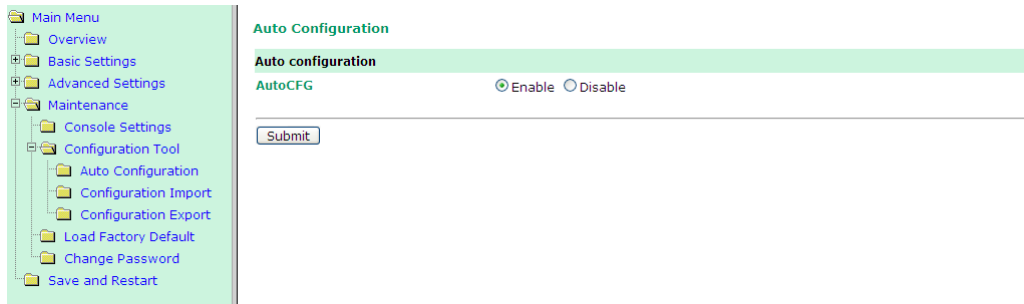 Main Menu
Overview
Basic Settings
Advanced Settings
Maintenance
Console Settings
Configuration Tool
Auto Configuration
Configuration Import
Configuration Export
Load Factory Default
Change Password
Save and Restart
Auto Configuration
Auto configuration
AutoCFG Enable Disable
Submit